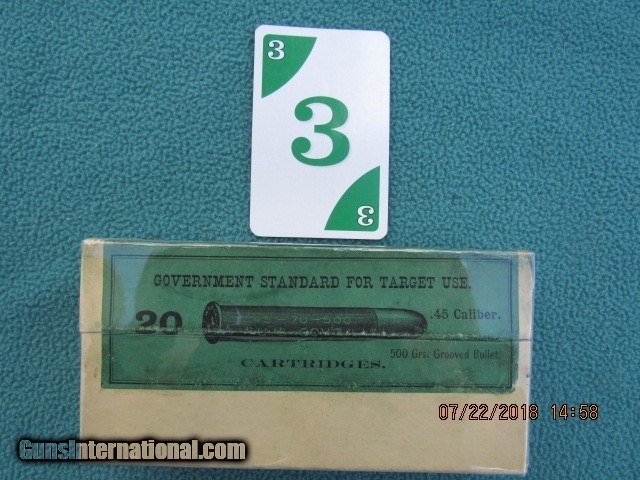 3
3
3
GOVERNMENT STANDARD FOR TARGET USE.
20
.45 Caliber.
500 Grs. Grooved Bullet.
CARTRIDGES.
07/22/2018 14:58
GunsInternational.com